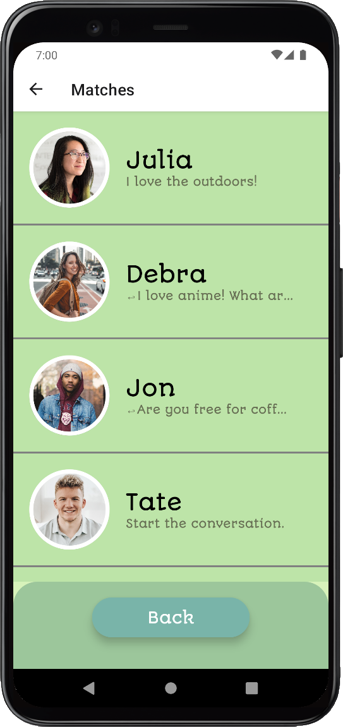 7:00
Matches
Julia
I love the outdoors!
Debra
←I love anime! What ar...
Jon
←Are you free for coff...
Tate
Start the conversation.
Back